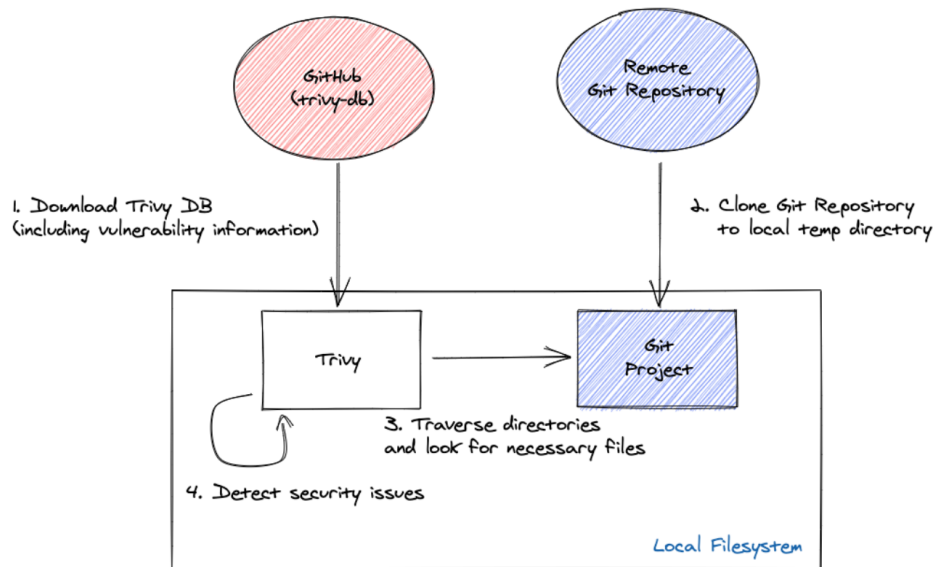 GitHub
(trivy-db)
Remote
Git Repository
1. Download Trivy DB
(including vulnerability information)
2. Clone Git Repository
to local temp directory
Trivy
Git
Project
3. Traverse directories
and look for necessary files
4. Detect security issues
Local Filesystem